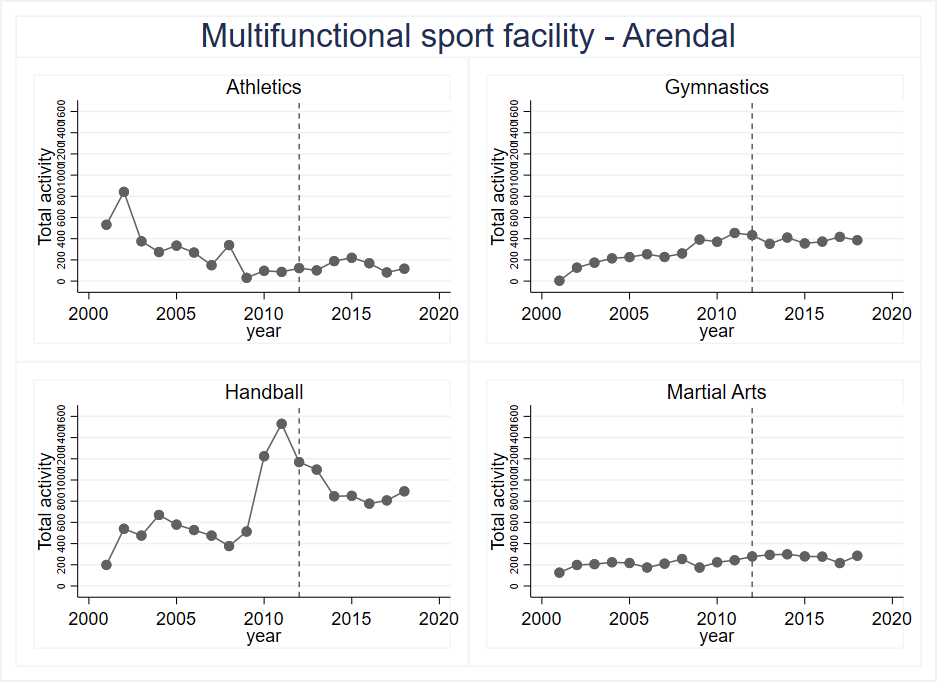 Multifunctional sport facility - Arendal
Athletics
Total activity
0 200 400 600 800 1000 1200 1400 1600
2000 2005 2010 2015 2020
year
Gymnastics
Total activity
0 200 400 600 800 1000 1200 1400 1600
2000 2005 2010 2015 2020
year
Handball
Total activity
0 200 400 600 800 1000 1200 1400 1600
2000 2005 2010 2015 2020
year
Martial Arts
Total activity
0 200 400 600 800 1000 1200 1400 1600
2000 2005 2010 2015 2020
year